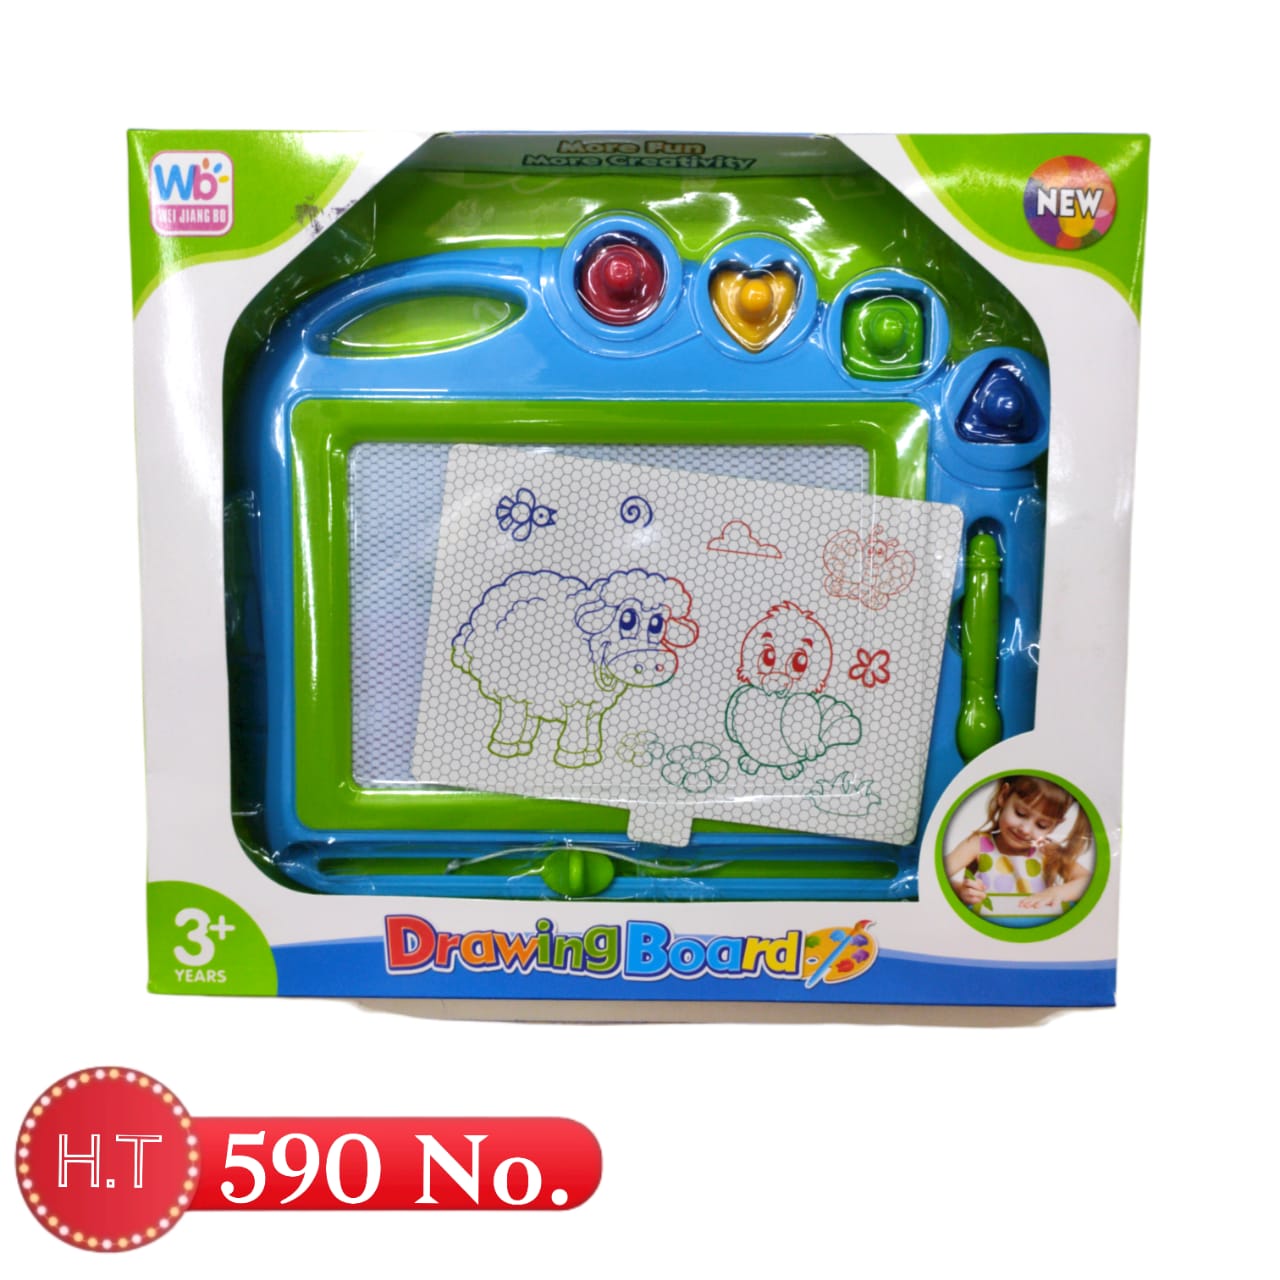 More Fun
More Creativity
Wb
WEI JIANG BO
NEW
3+
YEARS
Drawing Board
H.T
590 No.